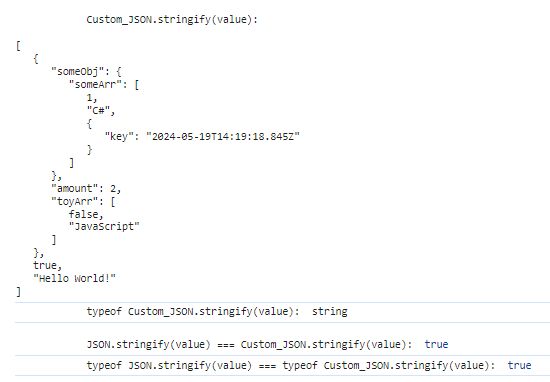 Custom_JSON.stringify(value):
[
{
"someObj": {
"someArr": [
1,
"C#",
{
"key": "2024-05-19T14:19:18.845Z"
}
]
},
"amount": 2,
"toyArr": [
false,
"JavaScript"
]
},
true,
"Hello World!"
]
typeof Custom_JSON.stringify(value): string
JSON.stringify(value) === Custom_JSON.stringify(value): true
typeof JSON.stringify(value) === typeof Custom_JSON.stringify(value): true